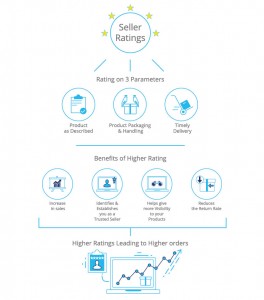 Seller
Ratings
Rating on 3 Parameters
Product
as Described
Product Packaging
& Handling
Timely
Delivery
Benefits of Higher Rating
Increase
in sales
Identifies &
Establishes
you as a
Trusted Seller
Helps give
more Visibility to
your Products
Reduces
the Return Rate
Higher Ratings Leading to Higher orders